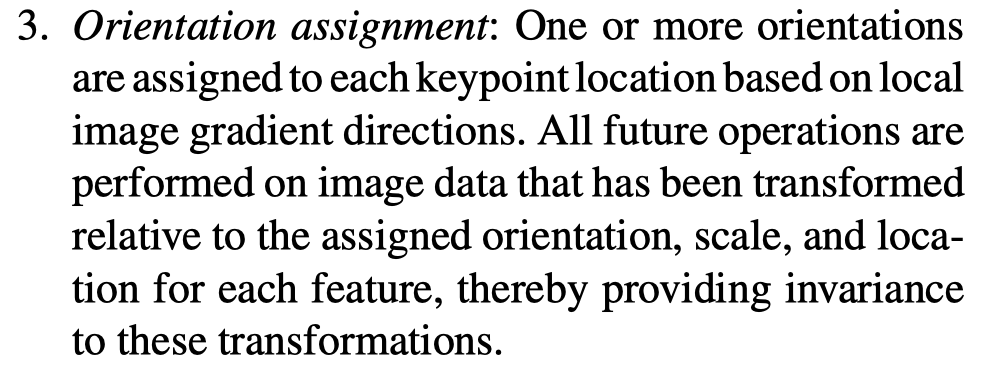 3. Orientation assignment: One or more orientations
are assigned to each keypoint location based on local
image gradient directions. All future operations are
performed on image data that has been transformed
relative to the assigned orientation, scale, and loca-
tion for each feature, thereby providing invariance
to these transformations.